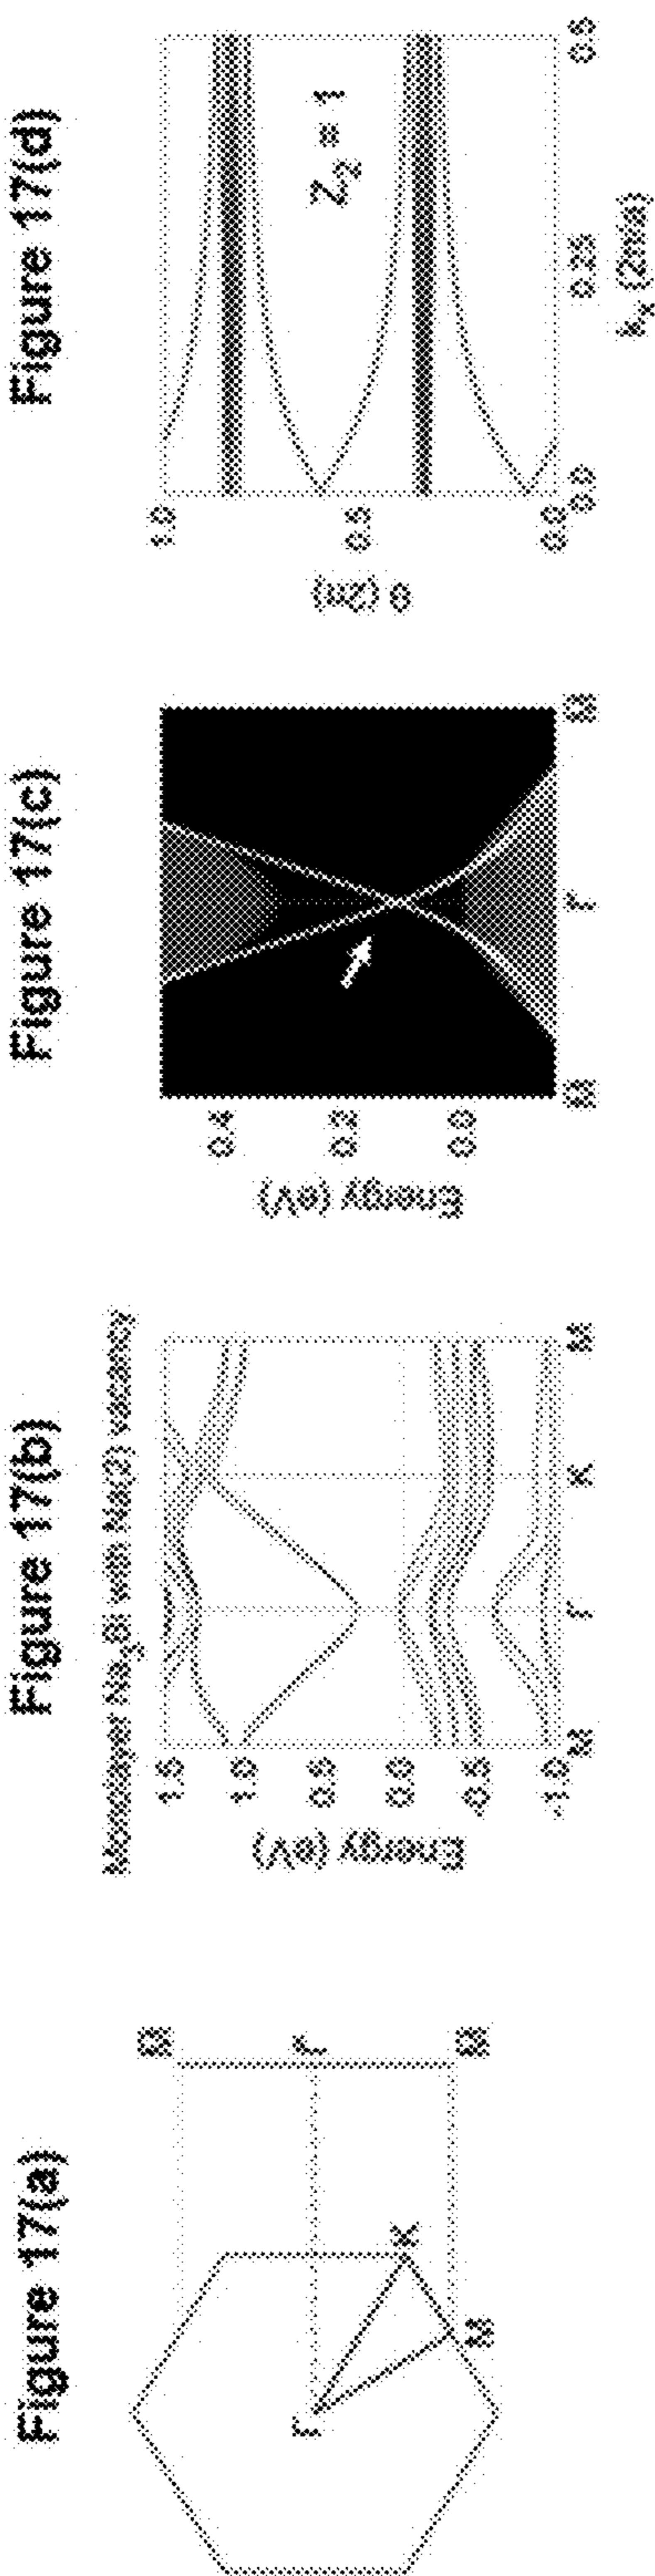 Figure 17(a)
Γ
K
M
M̄
Γ̄
M̄
Figure 17(b)
Monolayer Na₃Bi with Na(2) vacancy
Energy (eV)
1.5
1.0
0.5
0.0
-0.5
-1.0
M
Γ
K
M
Figure 17(c)
Energy (eV)
0.4
0.2
0.0
M̄
Γ̄
M̄
Figure 17(d)
θ (2π)
1.0
0.5
0.0
Z₂ = 1
0.0
0.25
0.5
kₓ (2π/a)